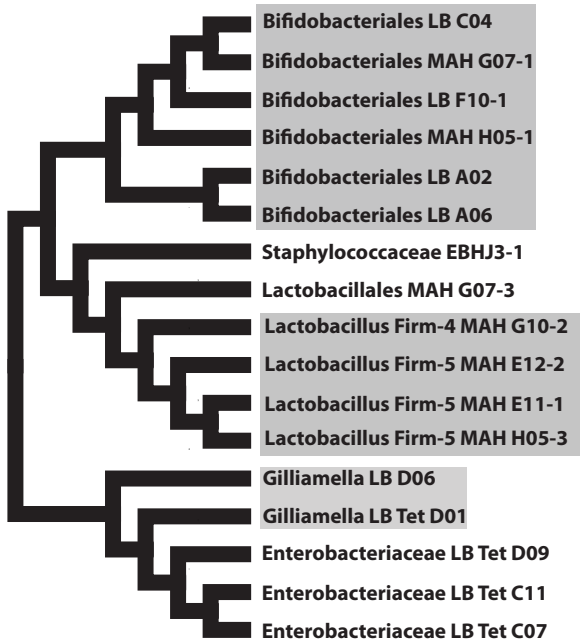 Bifidobacteriales LB C04
Bifidobacteriales MAH G07-1
Bifidobacteriales LB F10-1
Bifidobacteriales MAH H05-1
Bifidobacteriales LB A02
Bifidobacteriales LB A06
Staphylococcaceae EBHJ3-1
Lactobacillales MAH G07-3
Lactobacillus Firm-4 MAH G10-2
Lactobacillus Firm-5 MAH E12-2
Lactobacillus Firm-5 MAH E11-1
Lactobacillus Firm-5 MAH H05-3
Gilliamella LB D06
Gilliamella LB Tet D01
Enterobacteriaceae LB Tet D09
Enterobacteriaceae LB Tet C11
Enterobacteriaceae LB Tet C07